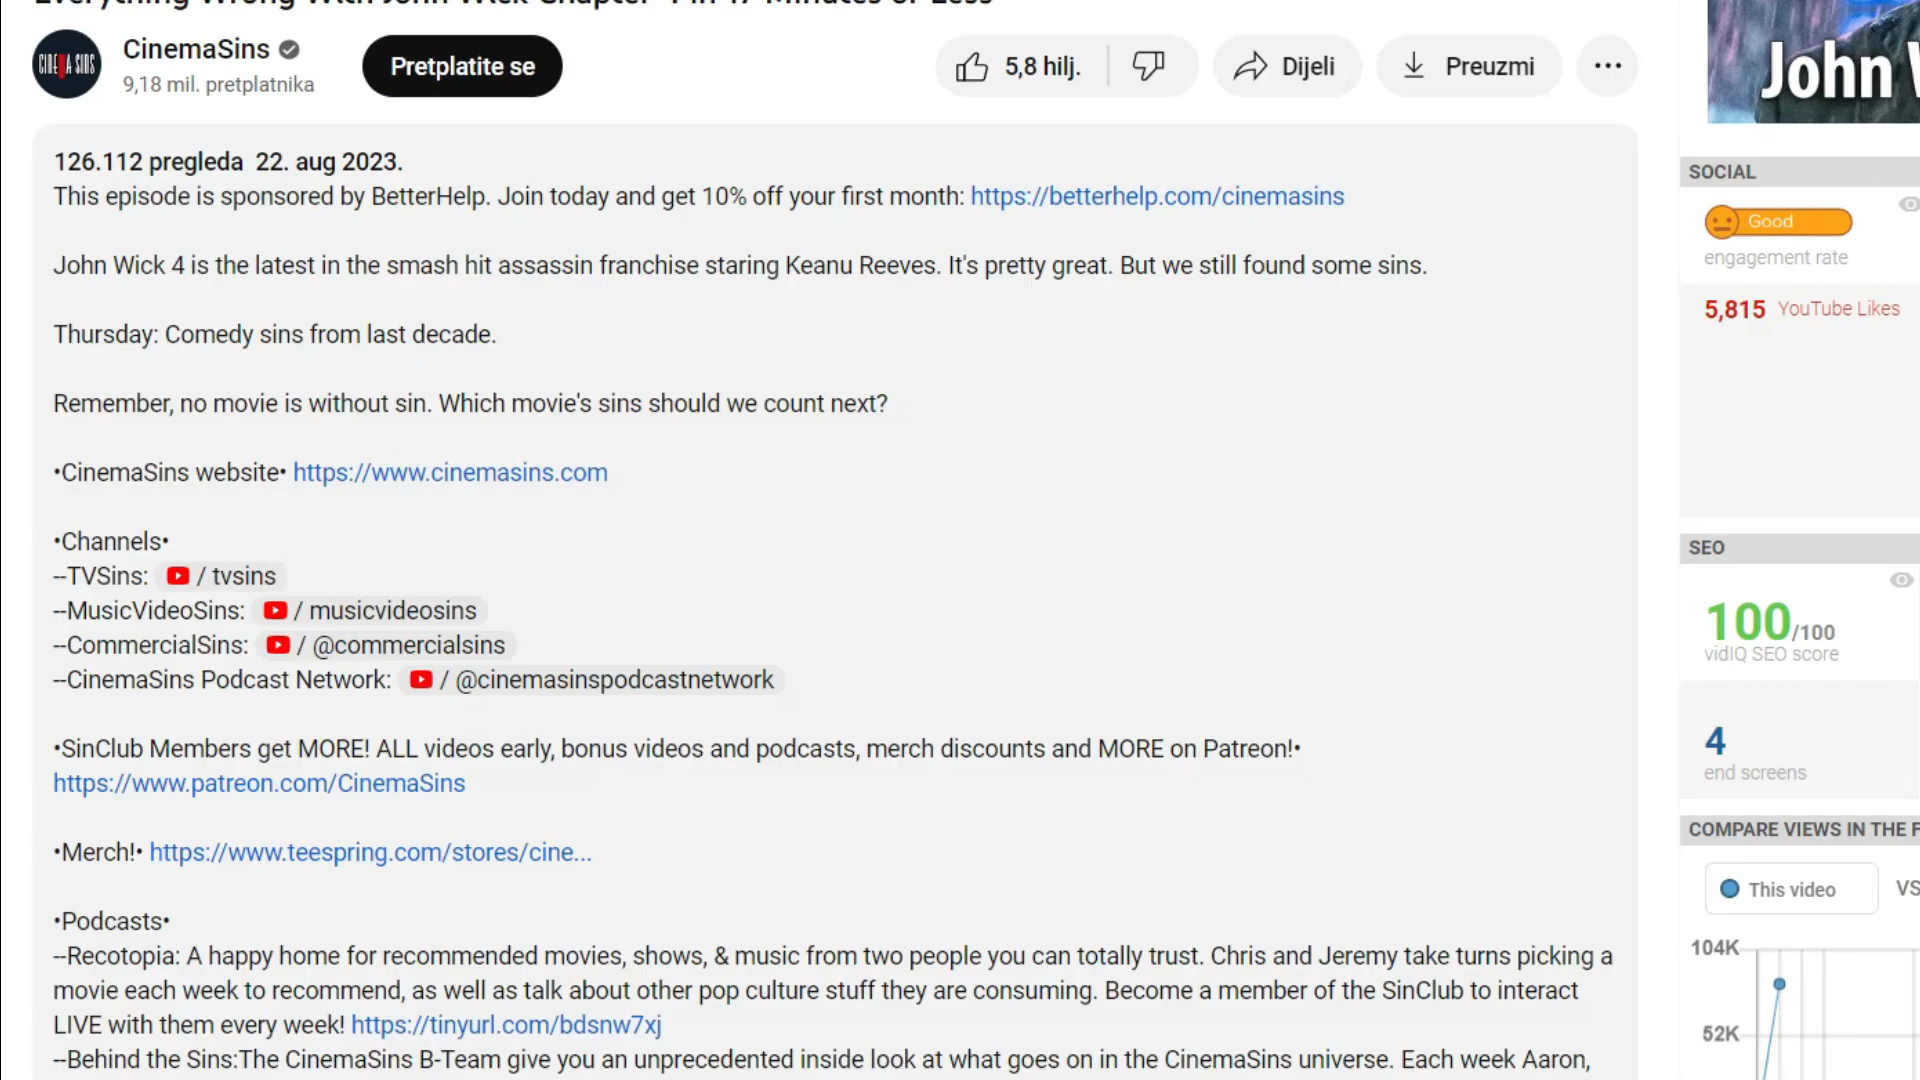 Everything Wrong With John Wick Chapter 4 in 17 Minutes or Less
CINEMA SINS
CinemaSins
9,18 mil. pretplatnika
Pretplatite se
5,8 hilj.
Dijeli
Preuzmi
126.112 pregleda 22. aug 2023.
This episode is sponsored by BetterHelp. Join today and get 10% off your first month: https://betterhelp.com/cinemasins
John Wick 4 is the latest in the smash hit assassin franchise staring Keanu Reeves. It's pretty great. But we still found some sins.
Thursday: Comedy sins from last decade.
Remember, no movie is without sin. Which movie's sins should we count next?
•CinemaSins website• https://www.cinemasins.com
•Channels•
--TVSins: / tvsins
--MusicVideoSins: / musicvideosins
--CommercialSins: / @commercialsins
--CinemaSins Podcast Network: / @cinemasinspodcastnetwork
•SinClub Members get MORE! ALL videos early, bonus videos and podcasts, merch discounts and MORE on Patreon!•
https://www.patreon.com/CinemaSins
•Merch!• https://www.teespring.com/stores/cine...
•Podcasts•
--Recotopia: A happy home for recommended movies, shows, & music from two people you can totally trust. Chris and Jeremy take turns picking a
movie each week to recommend, as well as talk about other pop culture stuff they are consuming. Become a member of the SinClub to interact
LIVE with them every week! https://tinyurl.com/bdsnw7xj
--Behind the Sins:The CinemaSins B-Team give you an unprecedented inside look at what goes on in the CinemaSins universe. Each week Aaron,
John
SOCIAL
Good
engagement rate
5,815 YouTube Likes
SEO
100/100
vidIQ SEO score
4
end screens
COMPARE VIEWS IN THE F
This video VS
104K
52K